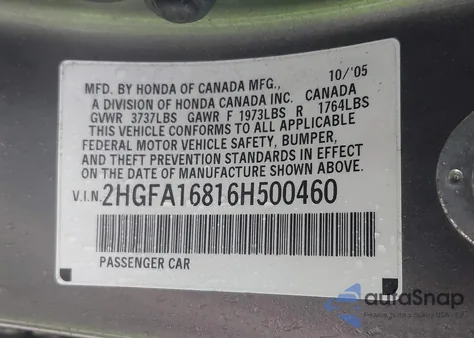 MFD. BY HONDA OF CANADA MFG., 10/'05
A DIVISION OF HONDA CANADA INC. CANADA
GVWR 3737LBS GAWR F 1973LBS R 1764LBS
THIS VEHICLE CONFORMS TO ALL APPLICABLE
FEDERAL MOTOR VEHICLE SAFETY, BUMPER,
AND THEFT PREVENTION STANDARDS IN EFFECT
ON THE DATE OF MANUFACTURE SHOWN ABOVE.
V.I.N. 2HGFA16816H500460
PASSENGER CAR
autoSnap